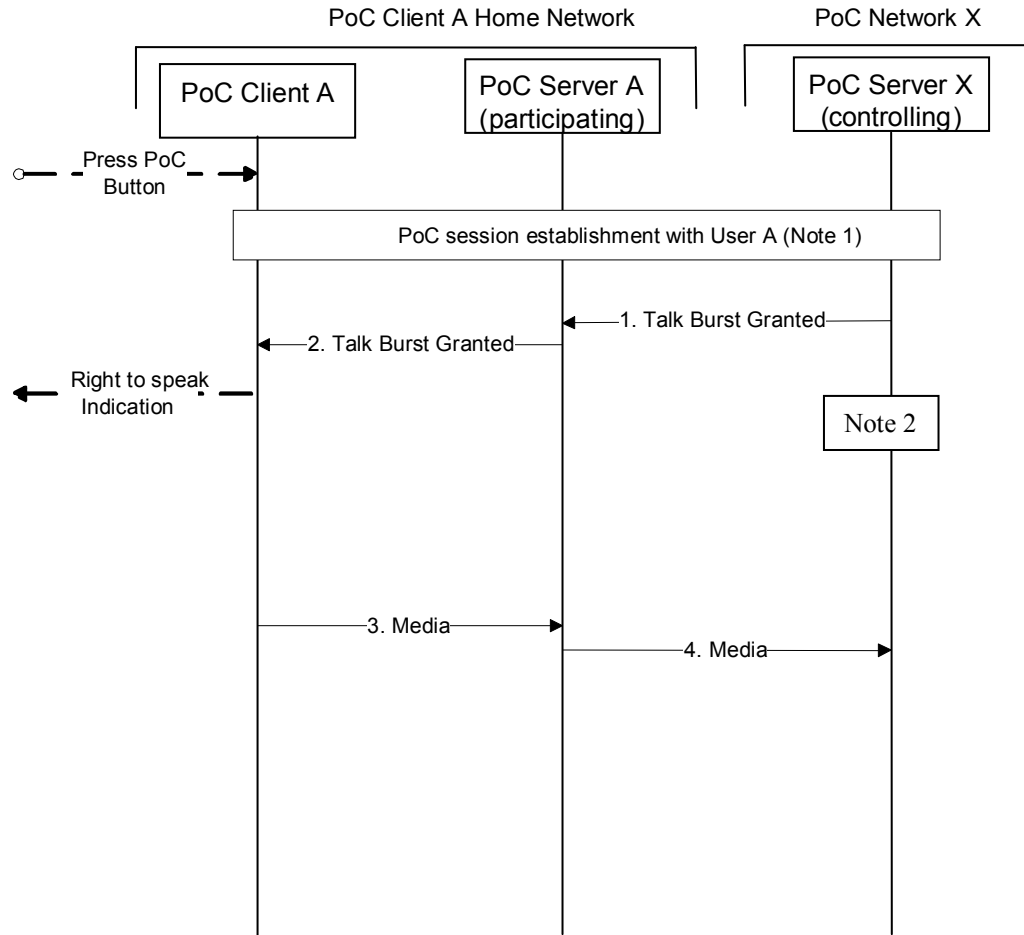 PoC Client A Home Network
PoC Network X
PoC Client A
PoC Server A
(participating)
PoC Server X
(controlling)
Press PoC
Button
PoC session establishment with User A (Note 1)
1. Talk Burst Granted
2. Talk Burst Granted
Right to speak
Indication
Note 2
3. Media
4. Media